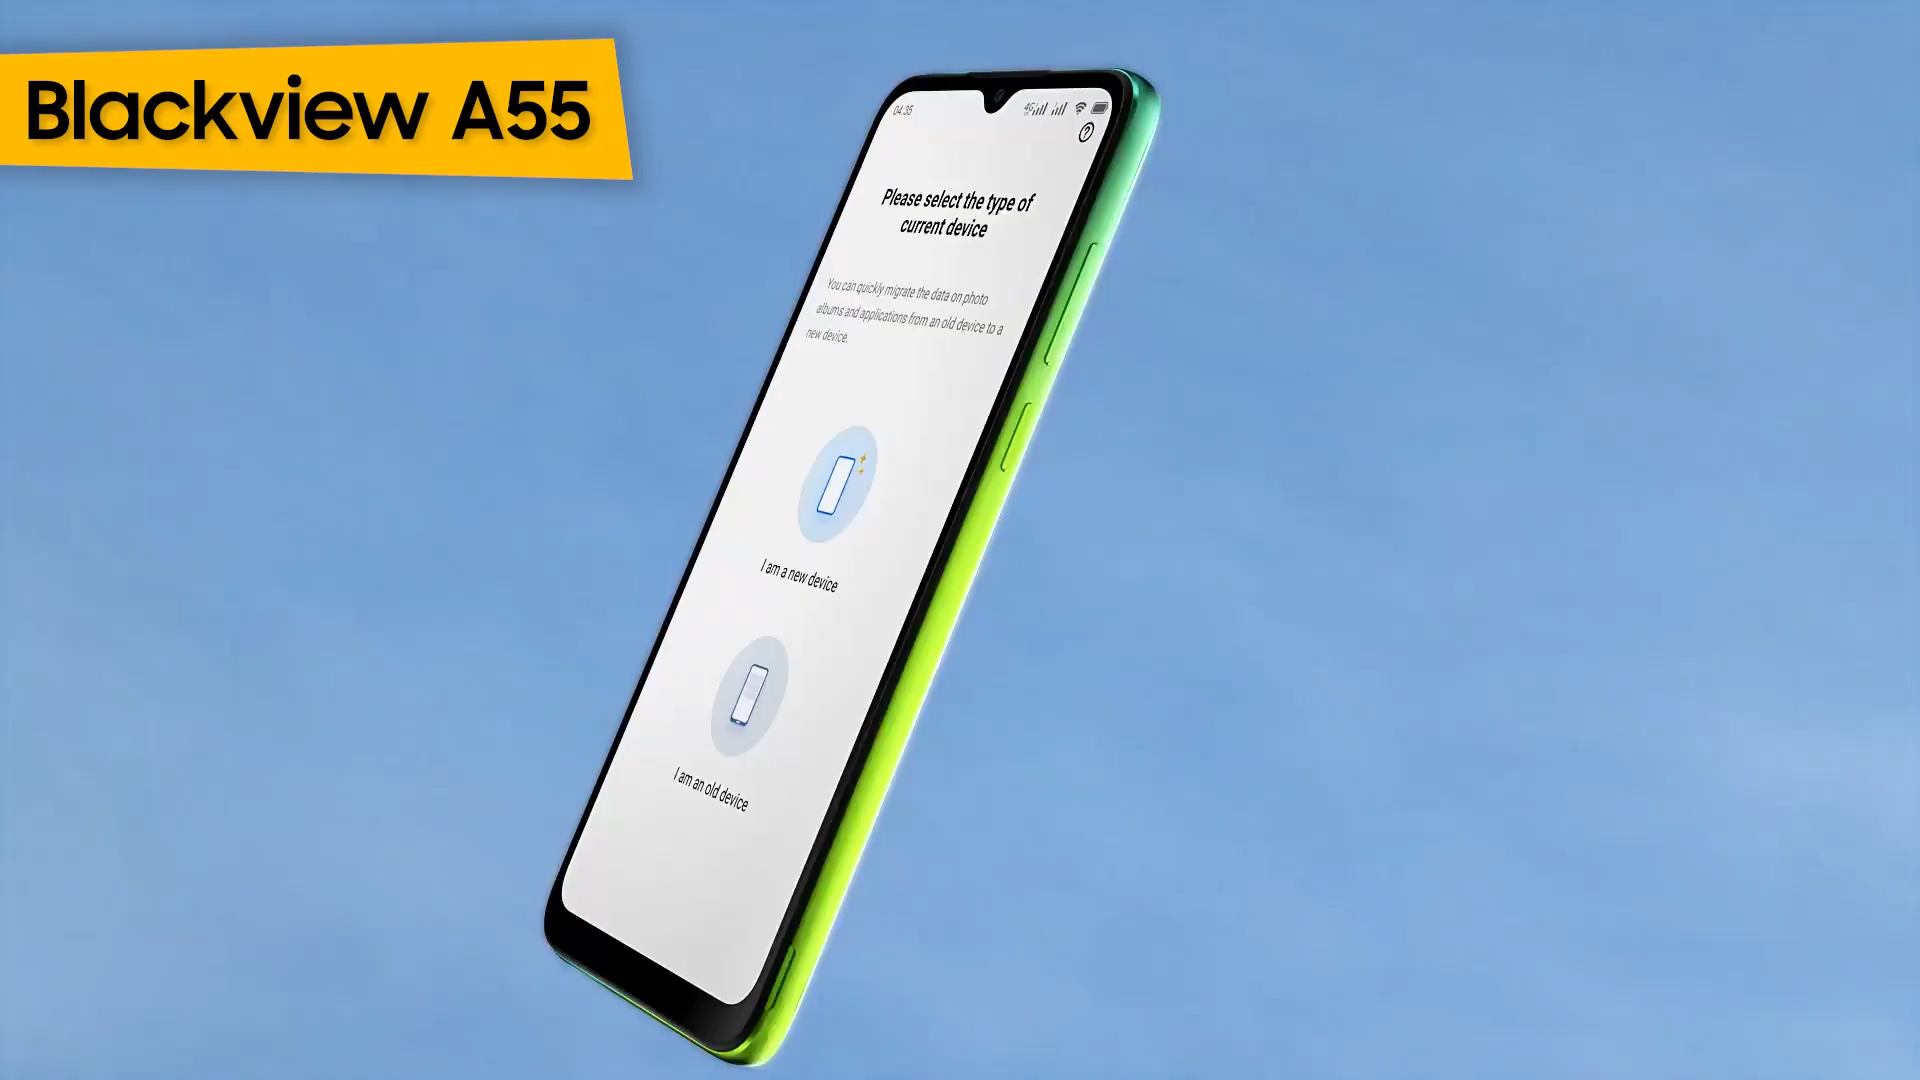 Blackview A55
04:35
4G
?
Please select the type of
current device
You can quickly migrate the data on photo
albums and applications from an old device to a
new device.
I am a new device
I am an old device